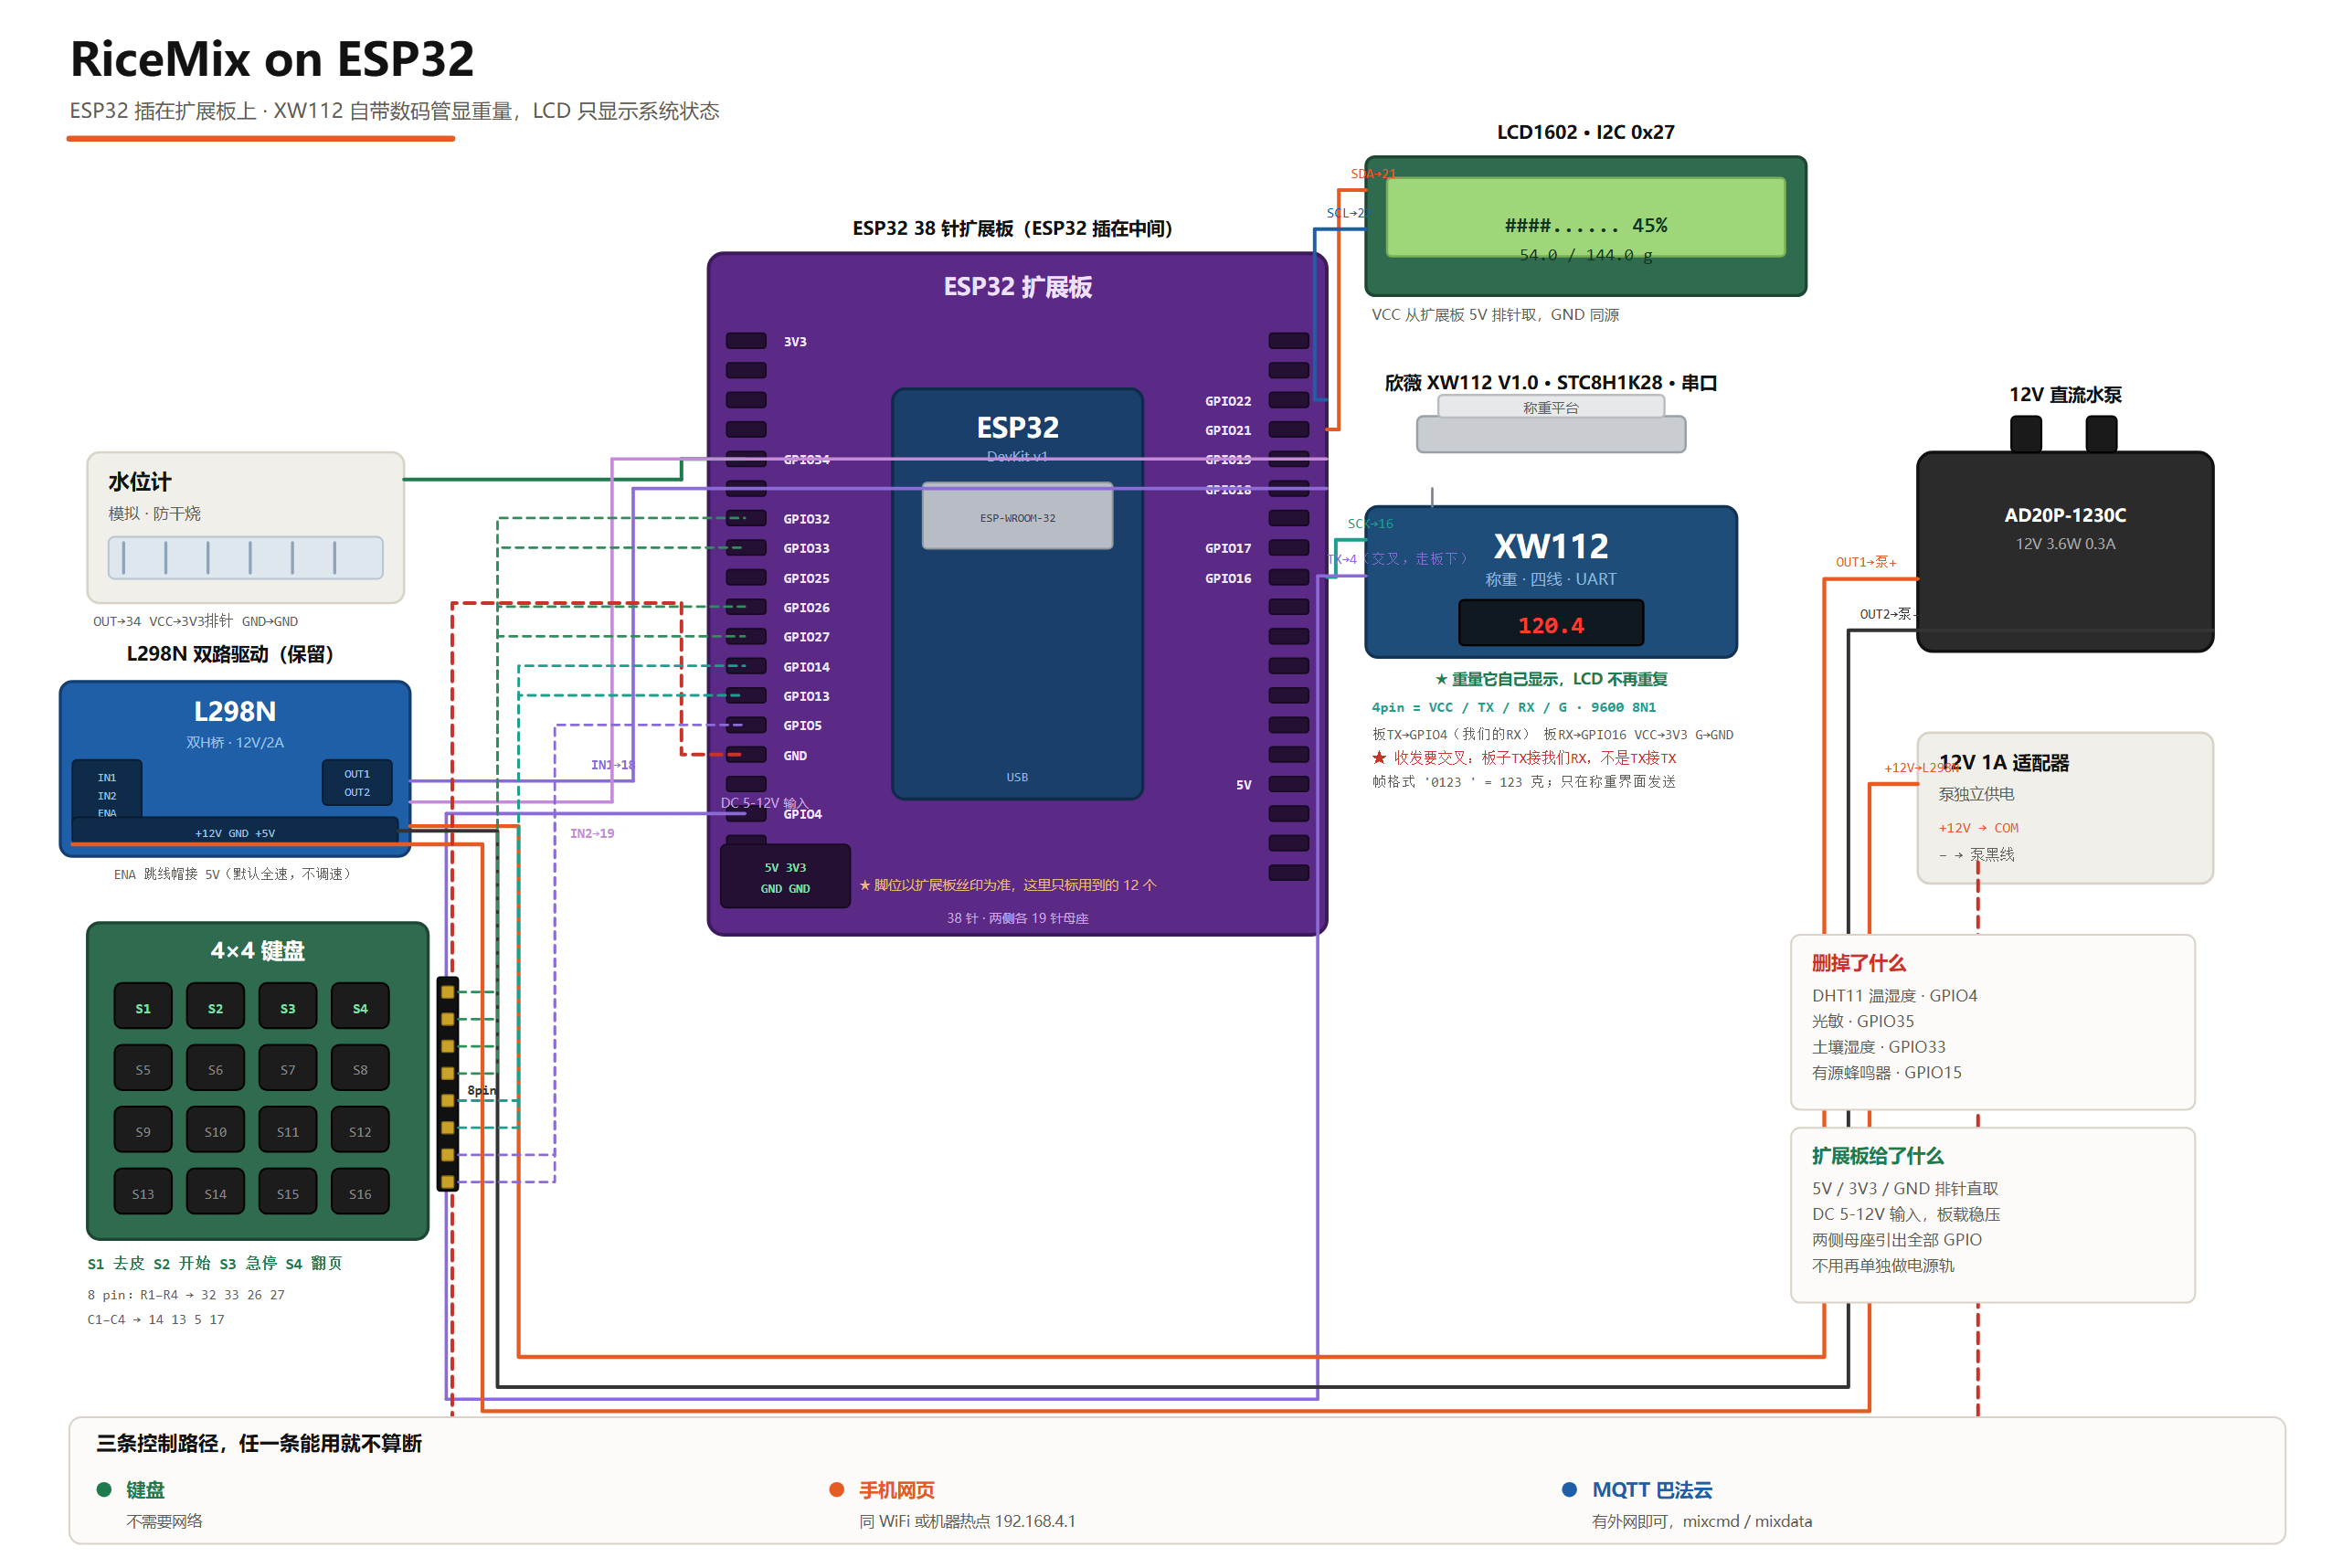 RiceMix on ESP32
ESP32 插在扩展板上 · XW112 自带数码管显重量，LCD 只显示系统状态
LCD1602 • I2C 0x27
SDA→21
SCL→22
####...... 45%
54.0 / 144.0 g
VCC 从扩展板 5V 排针取，GND 同源
ESP32 38 针扩展板（ESP32 插在中间）
ESP32 扩展板
3V3
GPIO34
GPIO32
GPIO33
GPIO25
GPIO26
GPIO27
GPIO14
GPIO13
GPIO5
GND
DC 5-12V 输入
GPIO4
5V 3V3
GND GND
ESP32
DevKit v1
ESP-WROOM-32
USB
GPIO22
GPIO21
GPIO19
GPIO18
GPIO17
GPIO16
5V
★ 脚位以扩展板丝印为准，这里只标用到的 12 个
38 针 · 两侧各 19 针母座
欣薇 XW112 V1.0 • STC8H1K28 • 串口
称重平台
SCK→16
TX→4（交叉，走板下）
XW112
称重 · 四线 · UART
120.4
★ 重量它自己显示，LCD 不再重复
4pin = VCC / TX / RX / G · 9600 8N1
板TX→GPIO4（我们的RX） 板RX→GPIO16 VCC→3V3 G→GND
★ 收发要交叉：板子TX接我们RX，不是TX接TX
帧格式 '0123 ' = 123 克；只在称重界面发送
12V 直流水泵
AD20P-1230C
12V 3.6W 0.3A
OUT1→泵+
OUT2→泵-
12V 1A 适配器
+12V→L298N
泵独立供电
+12V → COM
− → 泵黑线
水位计
模拟 · 防干烧
OUT→34 VCC→3V3排针 GND→GND
L298N 双路驱动（保留）
L298N
双H桥 · 12V/2A
IN1
IN2
ENA
OUT1
OUT2
+12V GND +5V
ENA 跳线帽接 5V（默认全速，不调速）
IN1→18
IN2→19
4×4 键盘
S1 S2 S3 S4
S5 S6 S7 S8
S9 S10 S11 S12
S13 S14 S15 S16
8pin
S1 去皮 S2 开始 S3 急停 S4 翻页
8 pin：R1−R4 → 32 33 26 27
C1−C4 → 14 13 5 17
删掉了什么
DHT11 温湿度 · GPIO4
光敏 · GPIO35
土壤湿度 · GPIO33
有源蜂鸣器 · GPIO15
扩展板给了什么
5V / 3V3 / GND 排针直取
DC 5-12V 输入，板载稳压
两侧母座引出全部 GPIO
不用再单独做电源轨
三条控制路径，任一条能用就不算断
键盘
不需要网络
手机网页
同 WiFi 或机器热点 192.168.4.1
MQTT 巴法云
有外网即可，mixcmd / mixdata